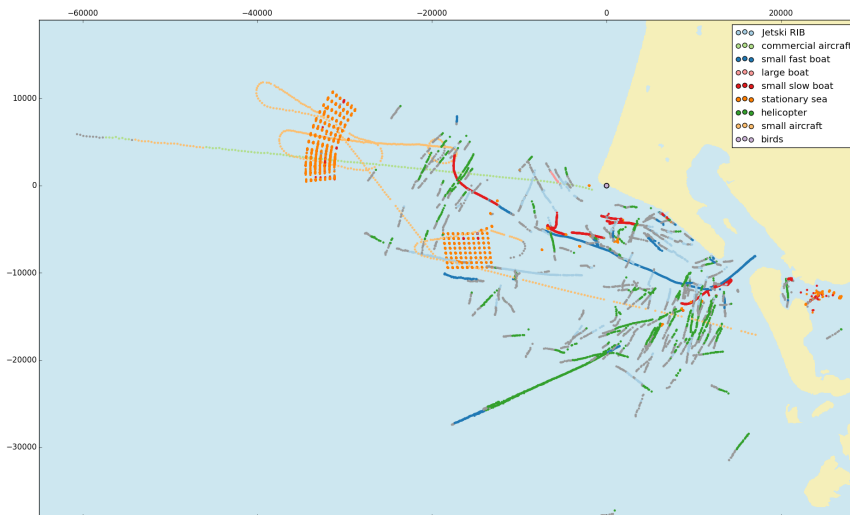 −60000
−40000
−20000
0
20000
10000
0
−10000
−20000
−30000
Jetski RIB
commercial aircraft
small fast boat
large boat
small slow boat
stationary sea
helicopter
small aircraft
birds